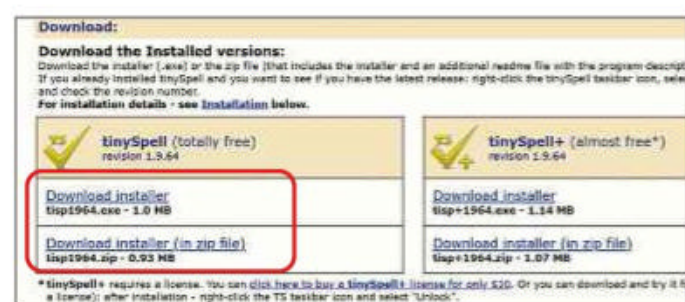 Download:
Download the Installed versions:
Download the installer (.exe) or the zip file (that includes the installer and an additional readme file with the program descript
If you already installed tinySpell and you want to see if you have the latest release: right-click the tinySpell taskbar icon, selec
and check the revision number.
For installation details - see Installation below.
tinySpell (totally free)
revision 1.9.64
Download installer
tisp1964.exe - 1.0 MB
Download installer (in zip file)
tisp1964.zip - 0.93 MB
tinySpell+ (almost free*)
revision 1.9.64
Download installer
tisp+1964.exe - 1.14 MB
Download installer (in zip file)
tisp+1964.zip - 1.07 MB
*tinySpell+ requires a license. You can click here to buy a tinySpell+ license for only $10. Or you can download and try it f
a license); after installation - right-click the TS taskbar icon and select "Unlock".